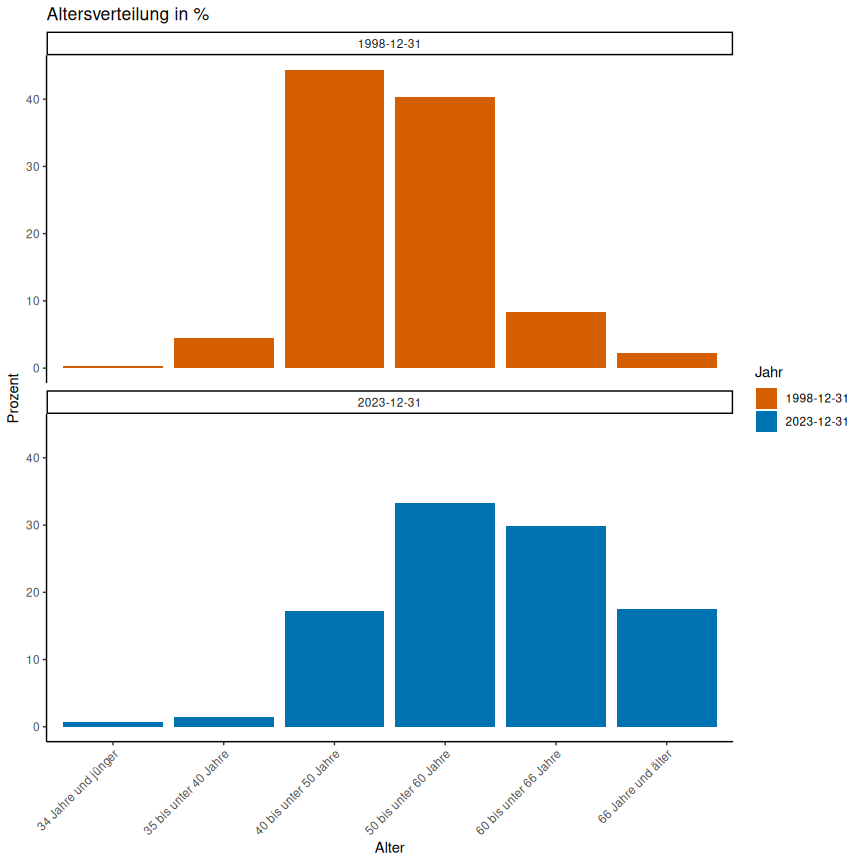 Altersverteilung in %
1998-12-31
40
30
20
10
0
2023-12-31
40
30
20
10
0
Prozent
34 Jahre und jünger
35 bis unter 40 Jahre
40 bis unter 50 Jahre
50 bis unter 60 Jahre
60 bis unter 66 Jahre
66 Jahre und älter
Alter
Jahr
1998-12-31
2023-12-31